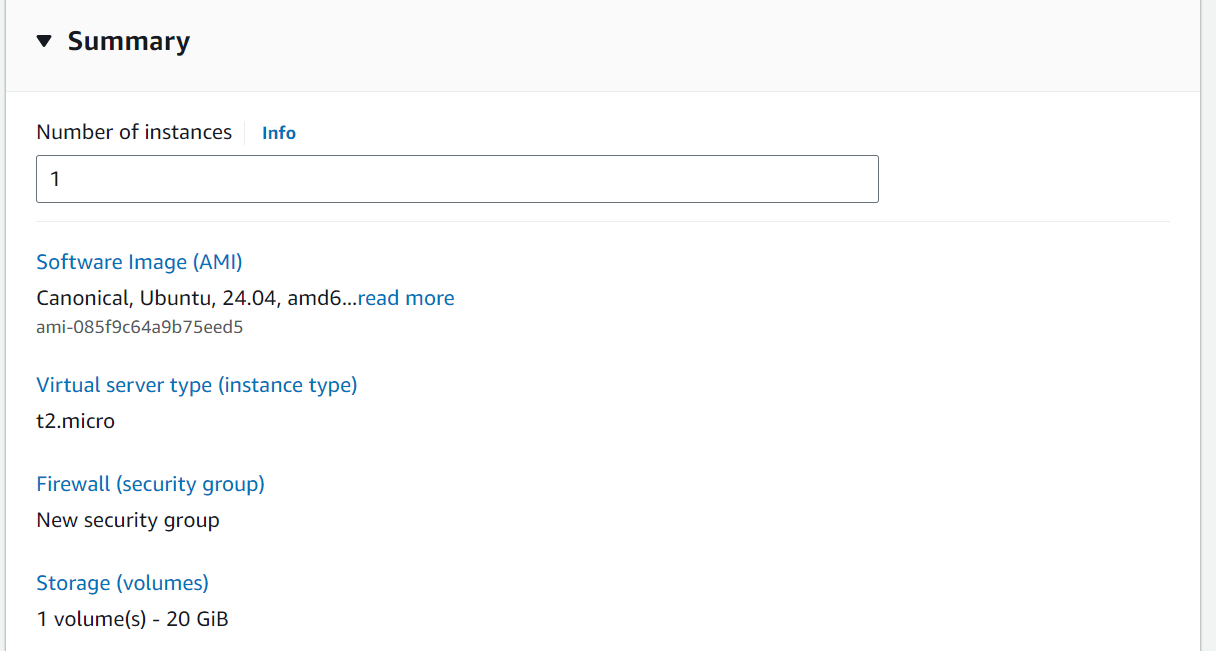 Summary
Number of instances Info
1
Software Image (AMI)
Canonical, Ubuntu, 24.04, amd6...read more
ami-085f9c64a9b75eed5
Virtual server type (instance type)
t2.micro
Firewall (security group)
New security group
Storage (volumes)
1 volume(s) - 20 GiB